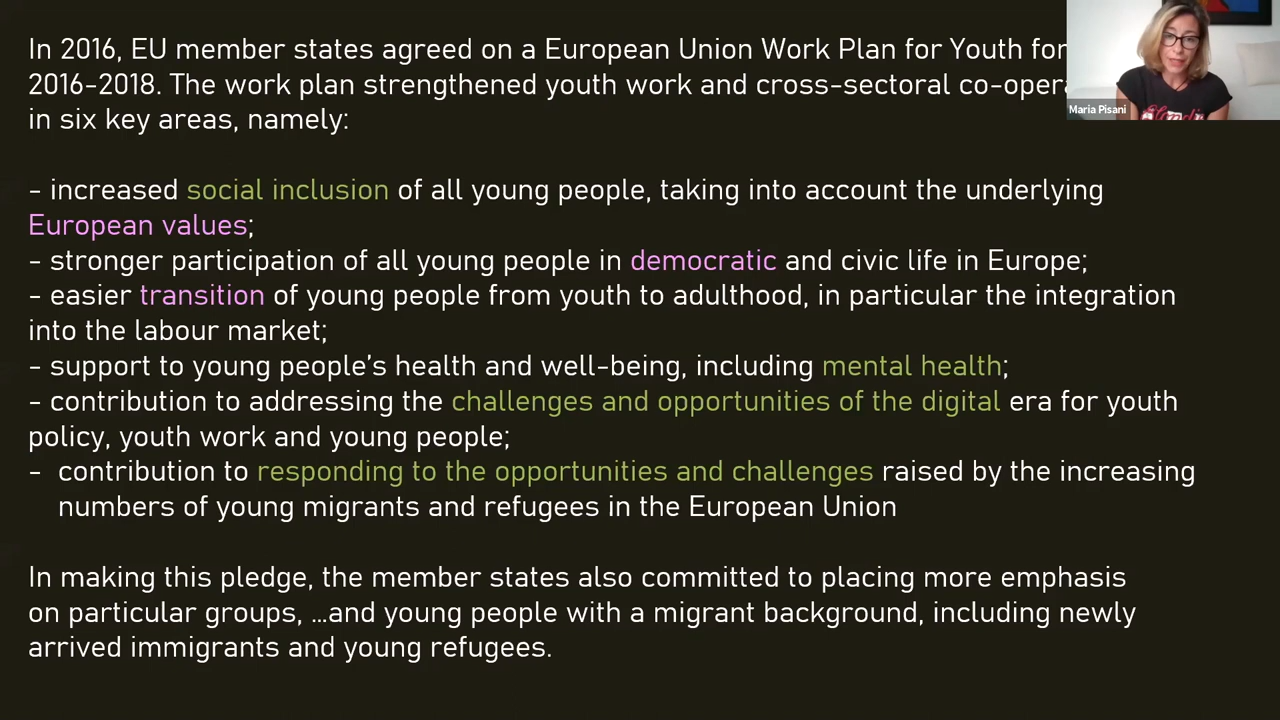 In 2016, EU member states agreed on a European Union Work Plan for Youth for
2016-2018. The work plan strengthened youth work and cross-sectoral
in six key areas, namely:
- increased social inclusion of all young people, taking into account the underlying
European values;
- stronger participation of all young people in democratic and civic life in Europe;
- easier transition of young people from youth to adulthood, in particular the integration
into the labour market;
- support to young people's health and well-being, including mental health;
- contribution to addressing the challenges and opportunities of the digital era for youth
policy, youth work and young people;
- contribution to responding to the opportunities and challenges raised by the increasing
numbers of young migrants and refugees in the European Union
In making this pledge, the member states also committed to placing more emphasis
on particular groups, ...and young people with a migrant background, including newly
arrived immigrants and young refugees.
Maria Pisani